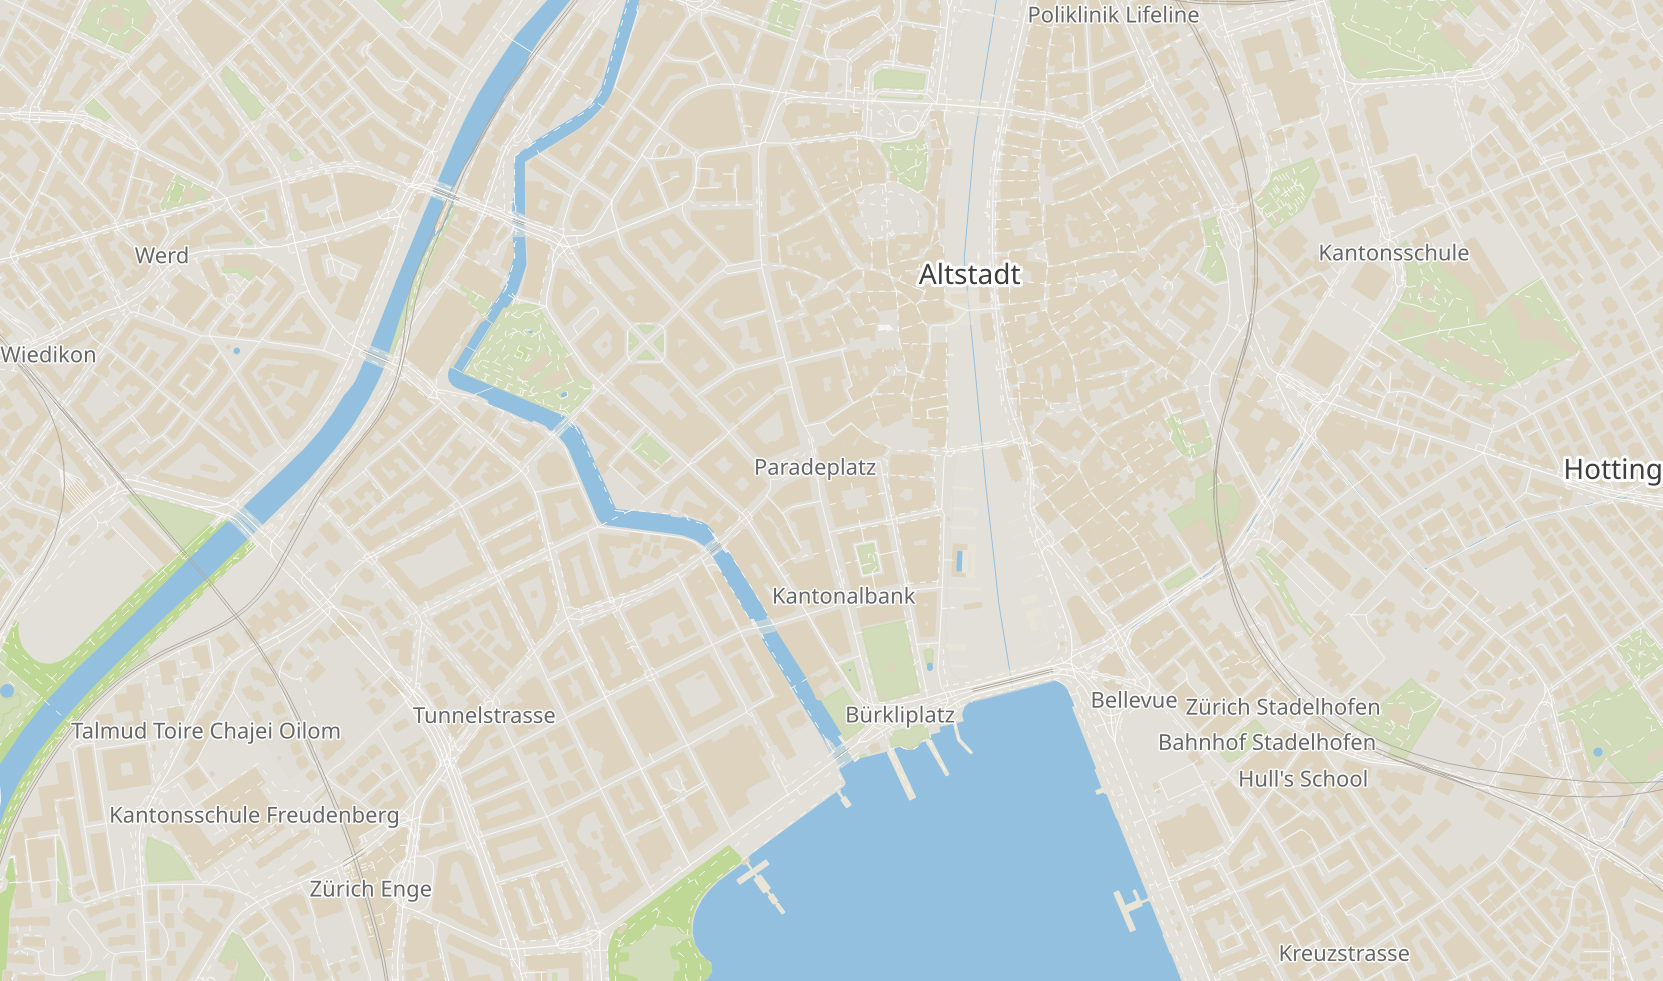 Poliklinik Lifeline
Werd
Kantonsschule
Altstadt
Wiedikon
Paradeplatz
Hotting
Kantonalbank
Bellevue
Zürich Stadelhofen
Tunnelstrasse
Bürkliplatz
Talmud Toire Chajei Oilom
Bahnhof Stadelhofen
Hull's School
Kantonsschule Freudenberg
Zürich Enge
Kreuzstrasse